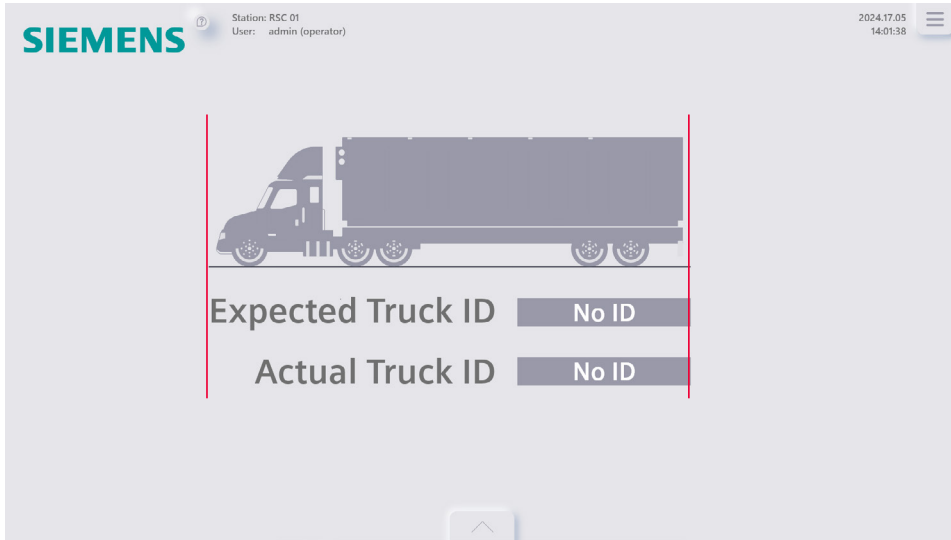 SIEMENS
?
Station: RSC 01
User: admin (operator)
2024.17.05
14:01:38
Expected Truck ID No ID
Actual Truck ID No ID